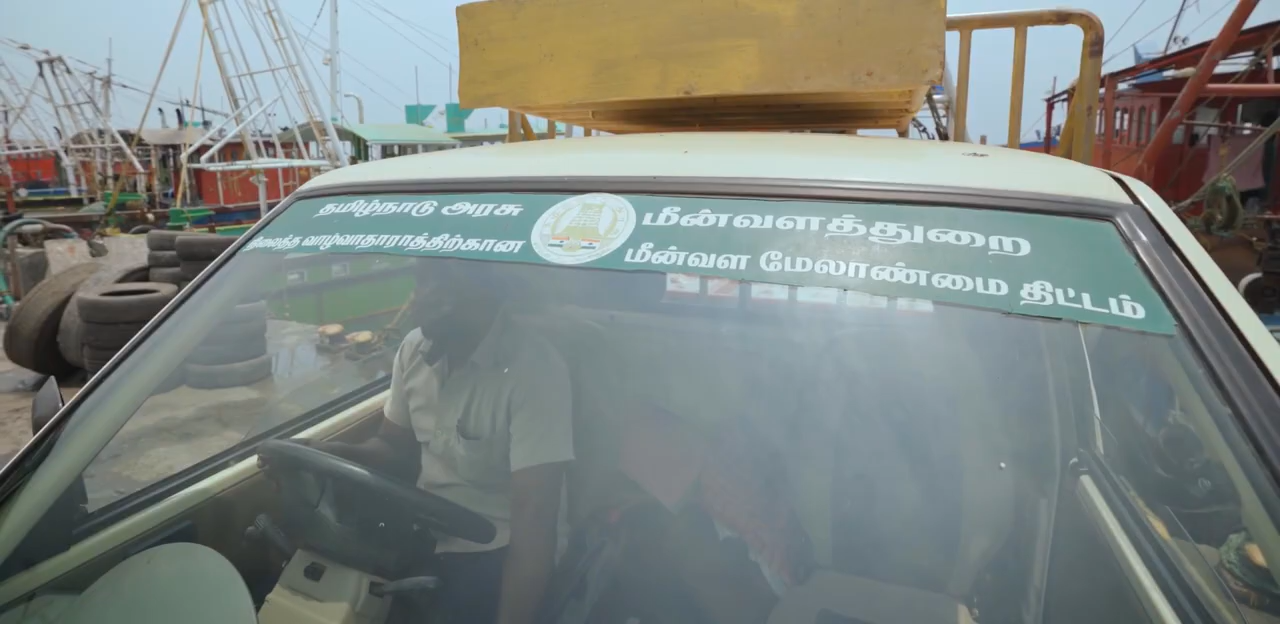 தமிழ்நாடு அரசு
நிலைத்த வாழ்வாதாரத்திற்கான
மீன்வளத்துறை
மீன்வள மேலாண்மை திட்டம்